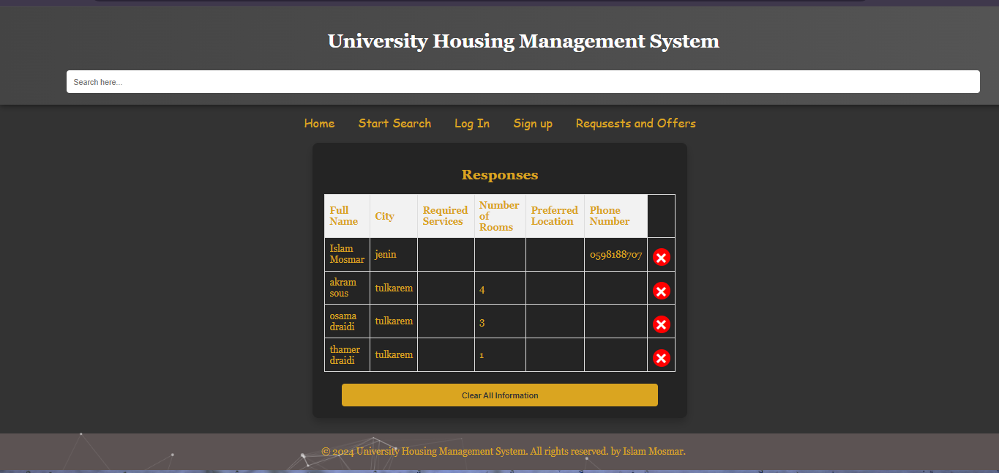 University Housing Management System
Search here...
Home Start Search Log In Sign up Requsests and Offers
Responses
Full Name City Required Services Number of Rooms Preferred Location Phone Number
Islam Mosmar jenin 0598188707
akram sous tulkarem 4
osama draidi tulkarem 3
thamer draidi tulkarem 1
Clear All Information
© 2024 University Housing Management System. All rights reserved. by Islam Mosmar.